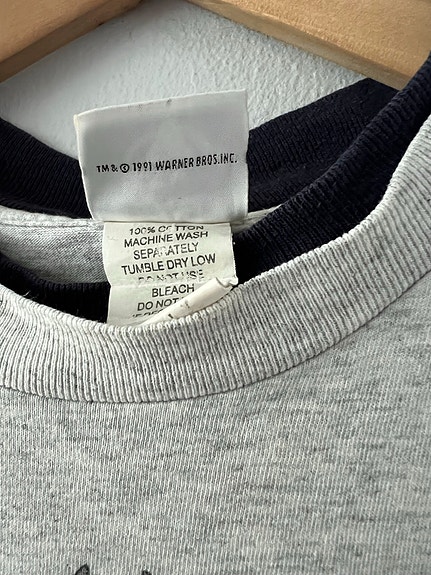 TM & © 1991 WARNER BROS. INC.
100% COTTON
MACHINE WASH
SEPARATELY
TUMBLE DRY LOW
DO NOT USE
BLEACH
DO NOT